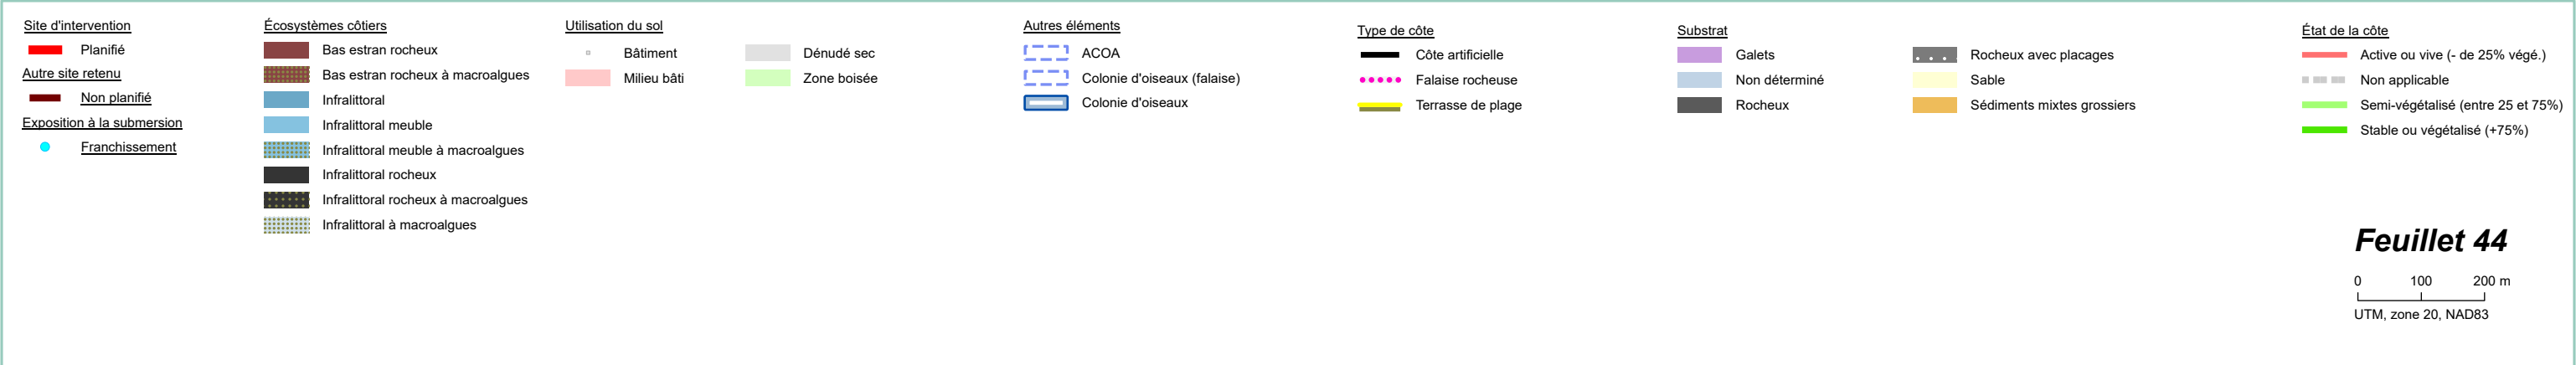 Site d'intervention
Planifié
Autre site retenu
Non planifié
Exposition à la submersion
Franchissement
Écosystèmes côtiers
Bas estran rocheux
Bas estran rocheux à macroalgues
Infralittoral
Infralittoral meuble
Infralittoral meuble à macroalgues
Infralittoral rocheux
Infralittoral rocheux à macroalgues
Infralittoral à macroalgues
Utilisation du sol
Bâtiment
Milieu bâti
Dénudé sec
Zone boisée
Autres éléments
ACOA
Colonie d'oiseaux (falaise)
Colonie d'oiseaux
Type de côte
Côte artificielle
Falaise rocheuse
Terrasse de plage
Substrat
Galets
Non déterminé
Rocheux
Rocheux avec placages
Sable
Sédiments mixtes grossiers
État de la côte
Active ou vive (- de 25% végé.)
Non applicable
Semi-végétalisé (entre 25 et 75%)
Stable ou végétalisé (+75%)
Feuillet 44
0 100 200 m
UTM, zone 20, NAD83